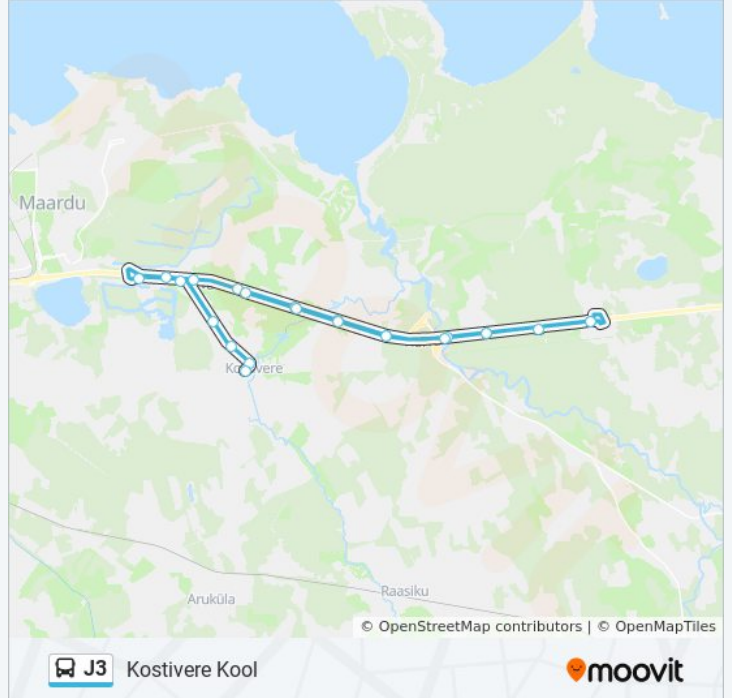 Maardu
Kostivere
Aruküla
Raasiku
© OpenStreetMap contributors | © OpenMapTiles
J3 Kostivere Kool
moovit